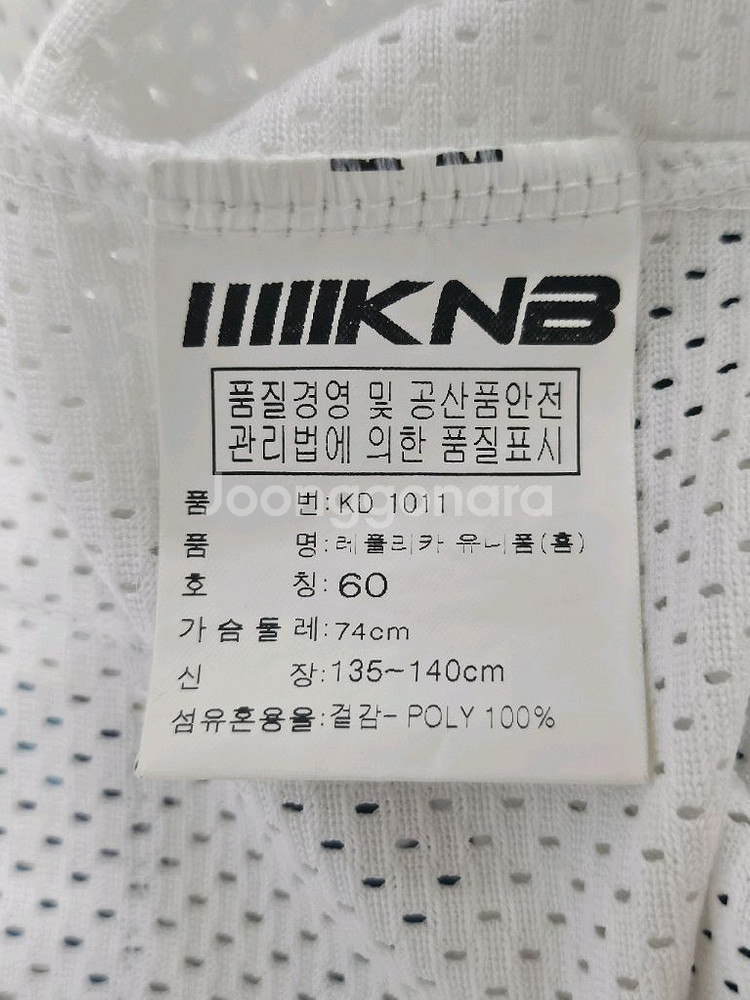 KNB
품질경영 및 공산품안전
관리법에 의한 품질표시
품 번: KD 1011
Joonggonara
품 명: 레플리카 유니폼(홈)
호 칭: 60
가슴둘레: 74cm
신 장: 135~140cm
섬유혼용율: 겉감- POLY 100%